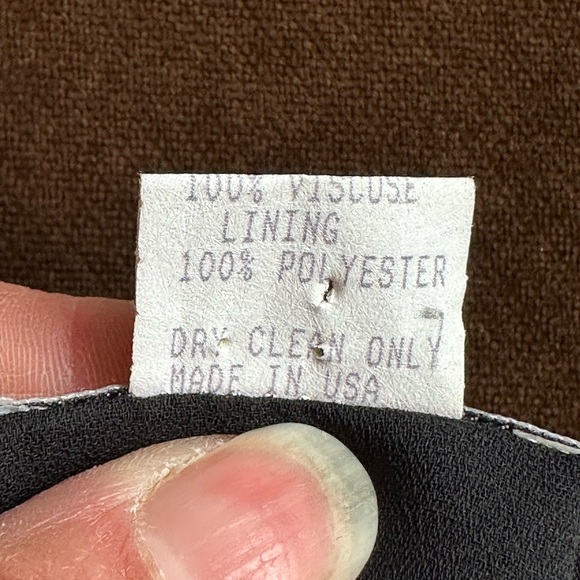 100% VISCOSE
LINING
100% POLYESTER
DRY CLEAN ONLY
MADE IN USA